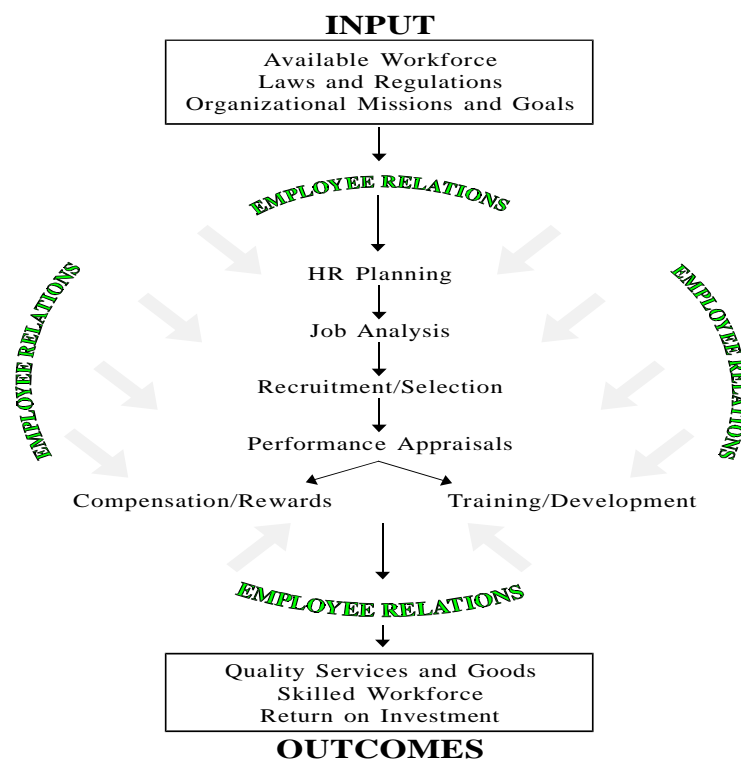 INPUT
Available Workforce
Laws and Regulations
Organizational Missions and Goals
EMPLOYEE RELATIONS
EMPLOYEE RELATIONS
EMPLOYEE RELATIONS
HR Planning
Job Analysis
Recruitment/Selection
Performance Appraisals
Compensation/Rewards
Training/Development
EMPLOYEE RELATIONS
Quality Services and Goods
Skilled Workforce
Return on Investment
OUTCOMES